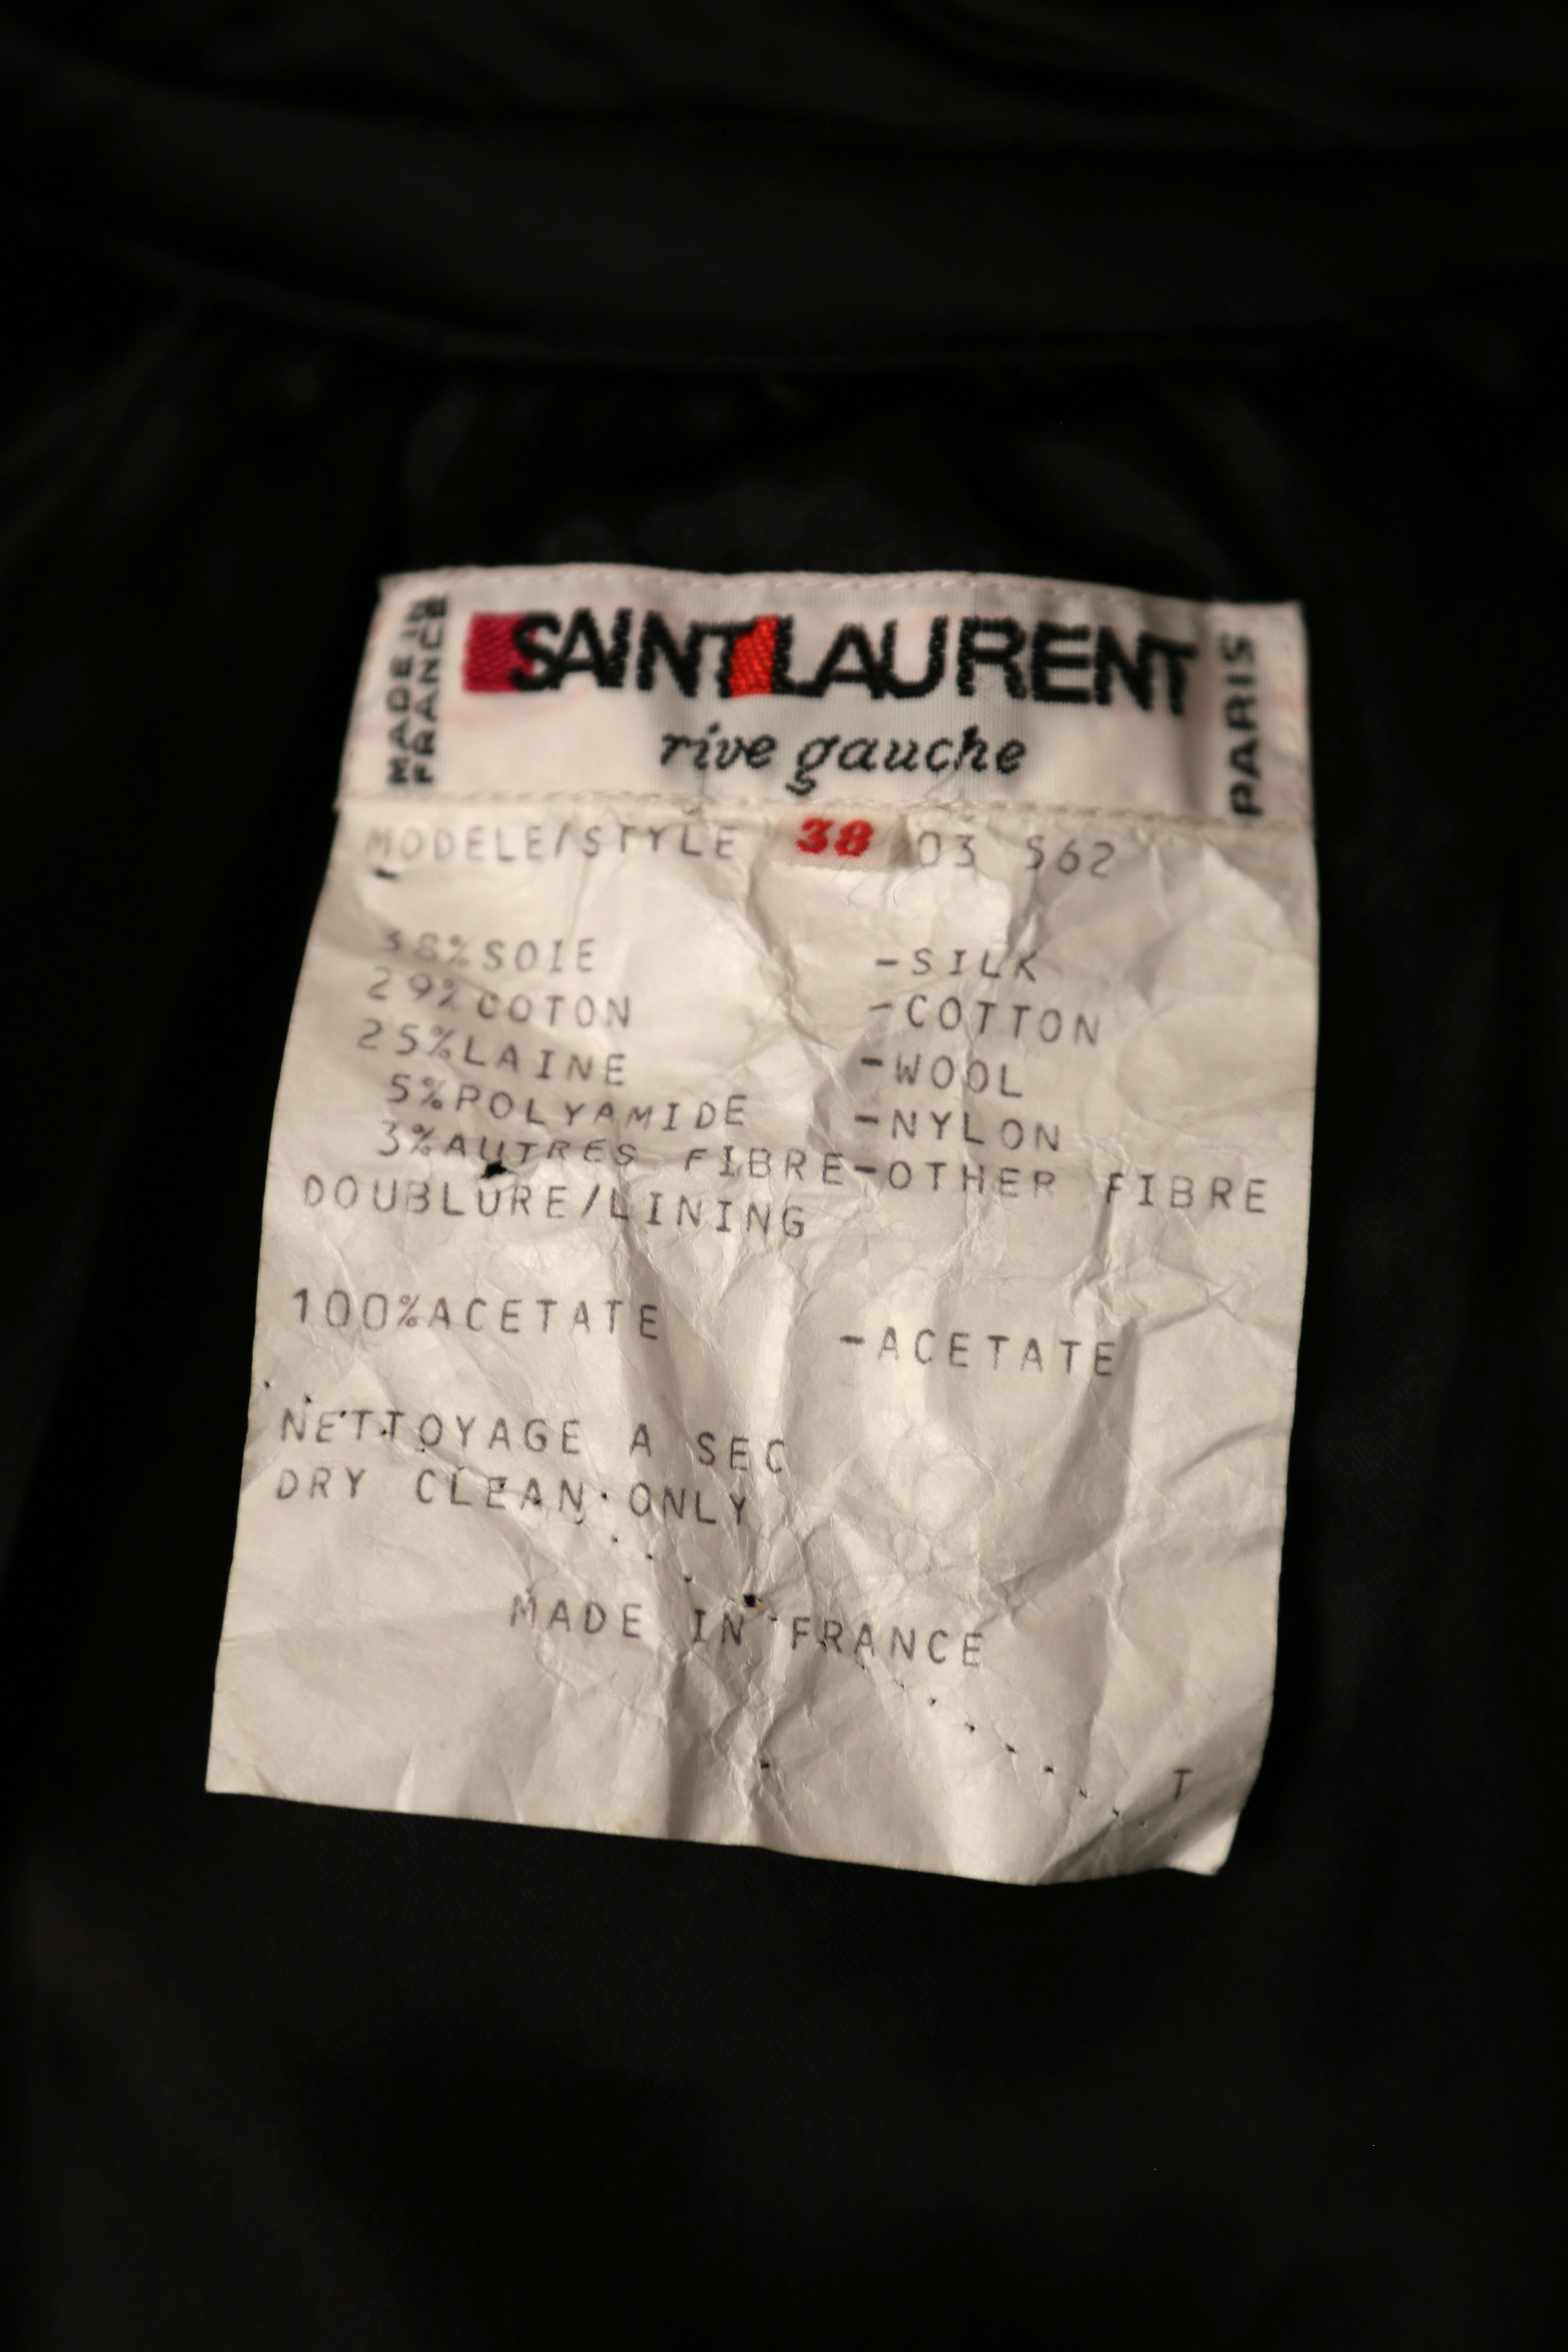 MADE IN
FRANCE
SAINT LAURENT
rive gauche
PARIS
MODELE/STYLE 38 03 S62
38%SOIE -SILK
29%COTON -COTTON
25%LAINE -WOOL
5%POLYAMIDE -NYLON
3%AUTRES FIBRE-OTHER FIBRE
DOUBLURE/LINING
100%ACETATE -ACETATE
NETTOYAGE A SEC
DRY CLEAN ONLY
MADE IN FRANCE
T